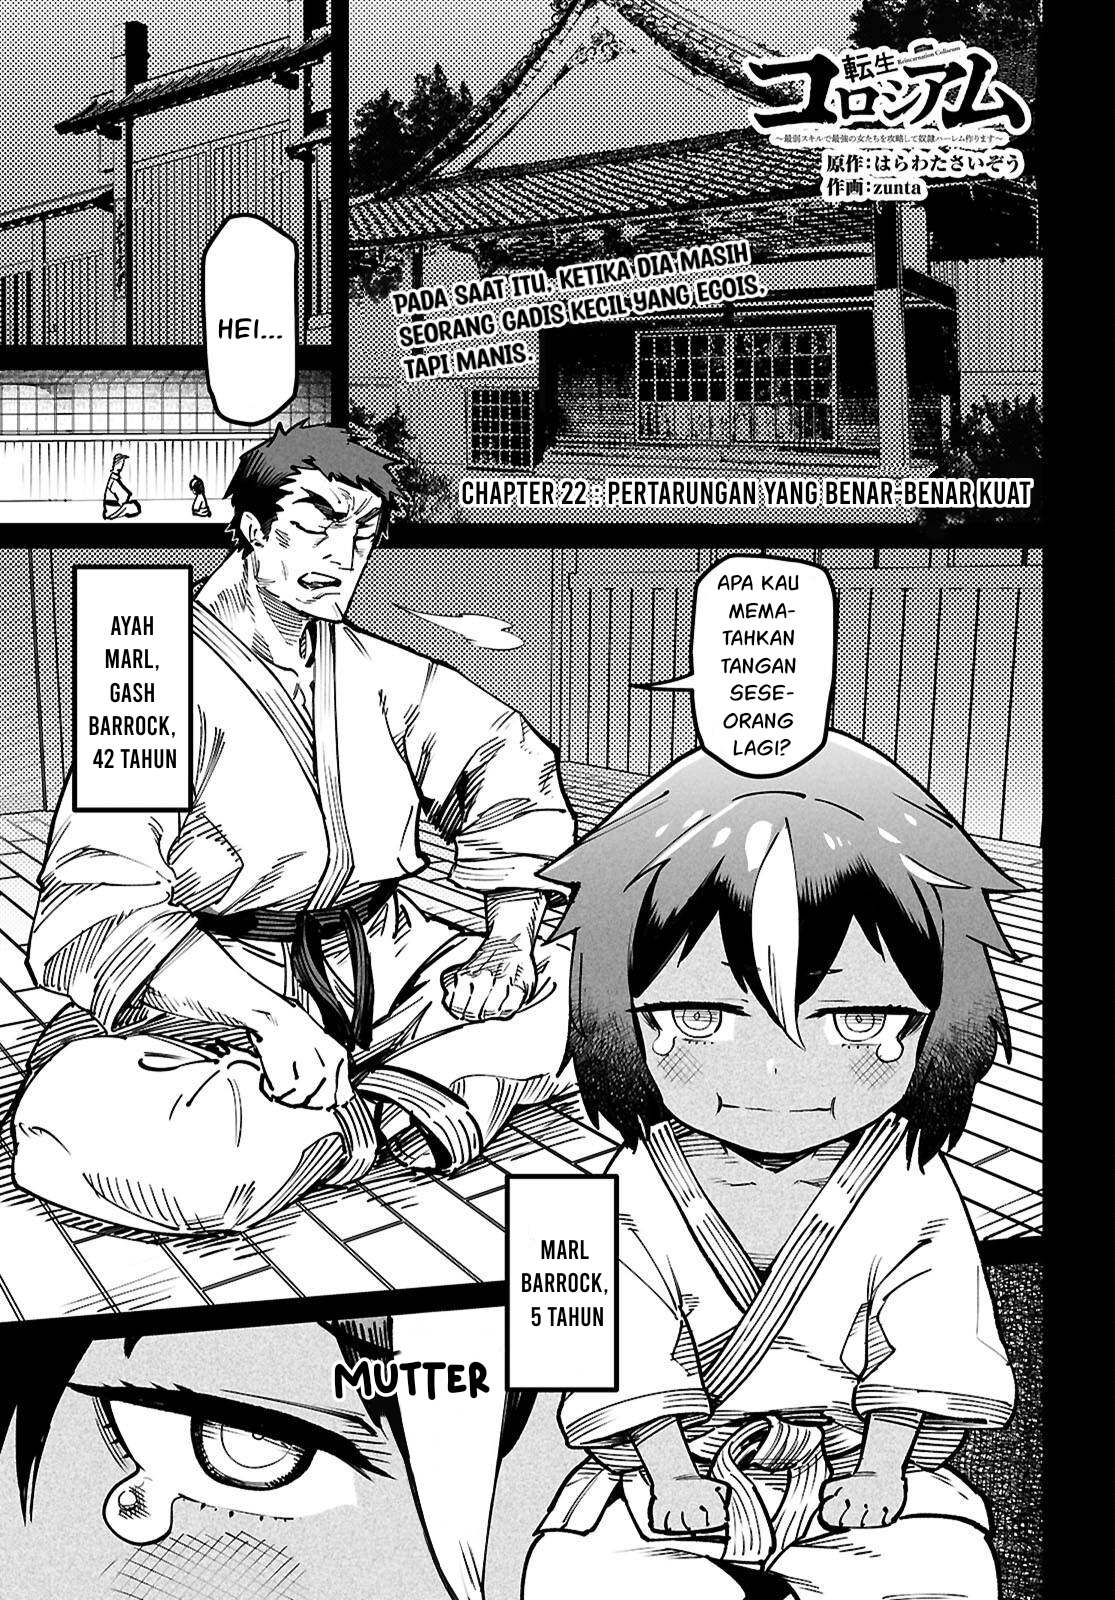 転生
Reincarnation Coliseum
コロシアム
～最弱スキルで最強の女たちを攻略して奴隷ハーレム作ります～
原作：はらわたさいぞう
作画：zunta
PADA SAAT ITU, KETIKA DIA MASIH
SEORANG GADIS KECIL YANG EGOIS,
TAPI MANIS.
HEI...
CHAPTER 22 : PERTARUNGAN YANG BENAR-BENAR KUAT
APA KAU
MEMA-
TAHKAN
TANGAN
SESE-
ORANG
LAGI?
AYAH
MARL,
GASH
BARROCK,
42 TAHUN
MARL
BARROCK,
5 TAHUN
MUTTER